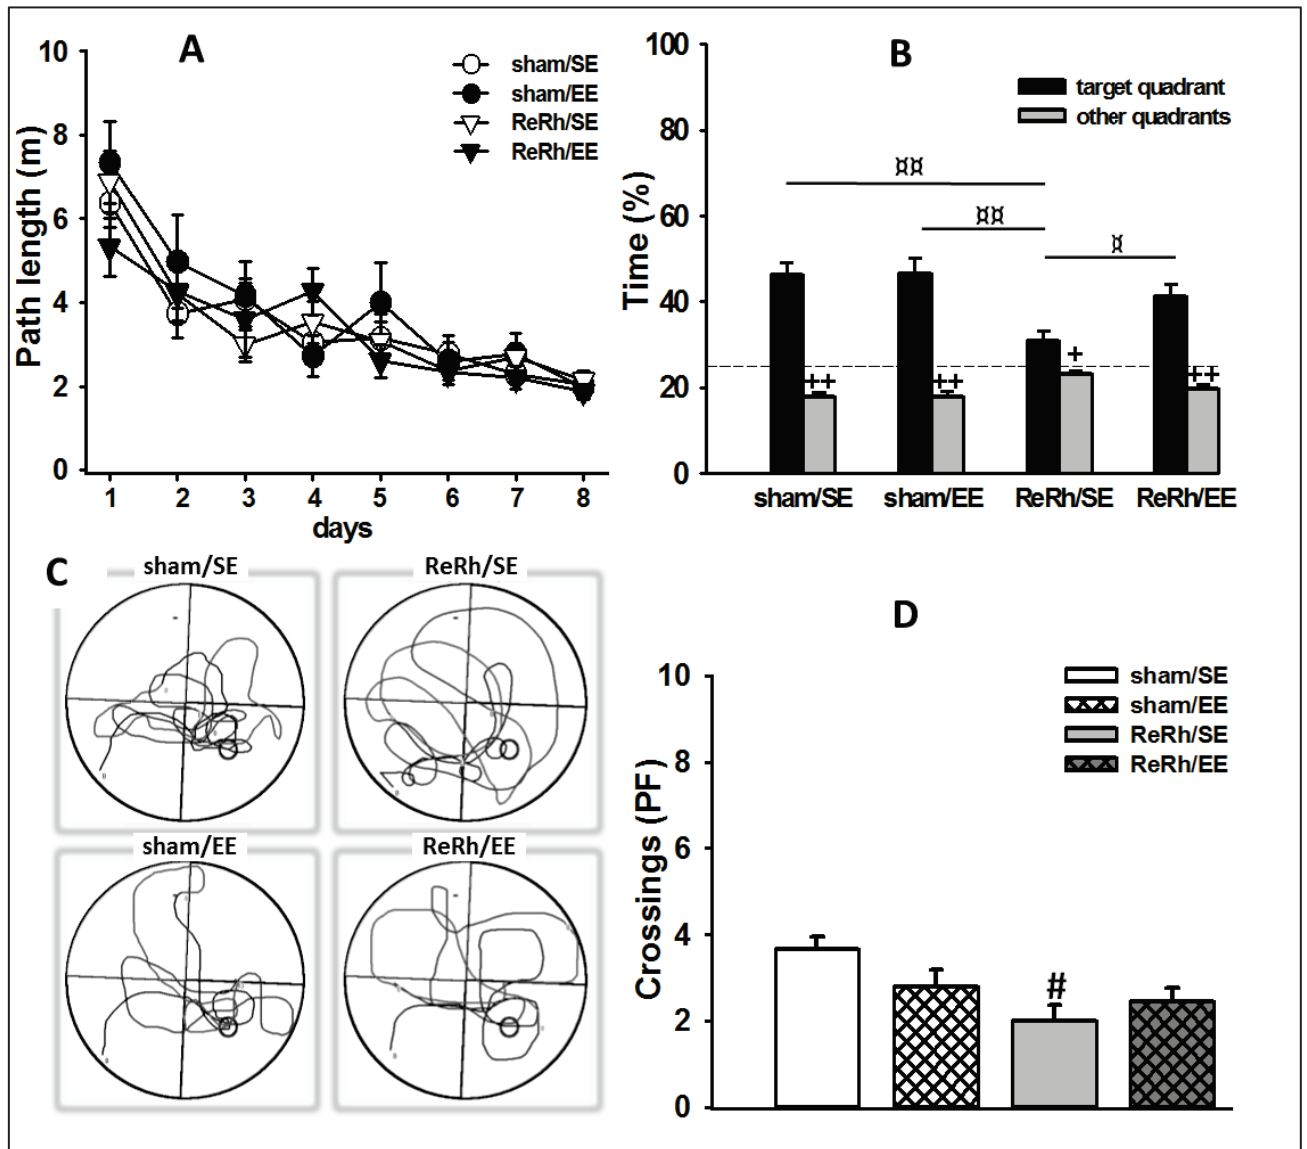 A
10
8
6
4
2
0
Path length (m)
sham/SE
sham/EE
ReRh/SE
ReRh/EE
1 2 3 4 5 6 7 8
days
B
100
80
60
40
20
0
Time (%)
target quadrant
other quadrants
¤¤
¤¤
¤
++
++
+
++
sham/SE sham/EE ReRh/SE ReRh/EE
C
sham/SE
ReRh/SE
sham/EE
ReRh/EE
D
10
8
6
4
2
0
Crossings (PF)
sham/SE
sham/EE
ReRh/SE
ReRh/EE
#